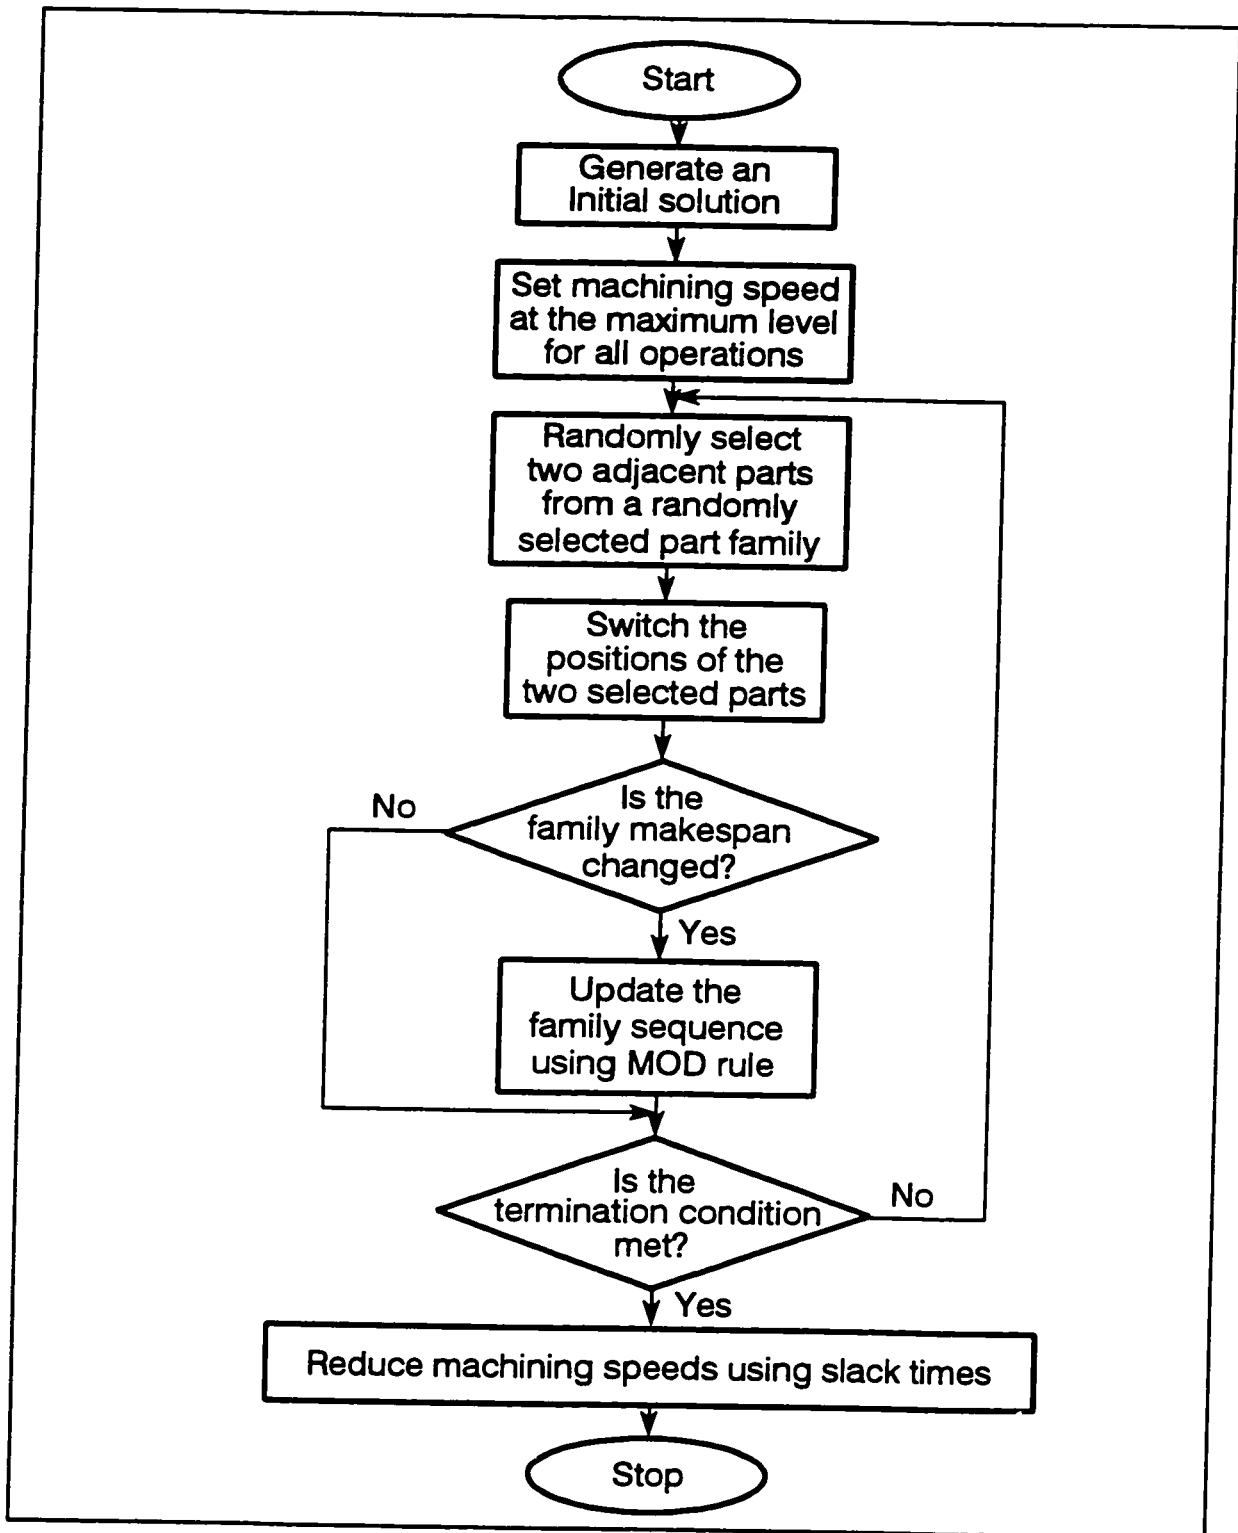 Start
Generate an
Initial solution
Set machining speed
at the maximum level
for all operations
Randomly select
two adjacent parts
from a randomly
selected part family
Switch the
positions of the
two selected parts
Is the
family makespan
changed?
No
Yes
Update the
family sequence
using MOD rule
Is the
termination condition
met?
No
Yes
Reduce machining speeds using slack times
Stop